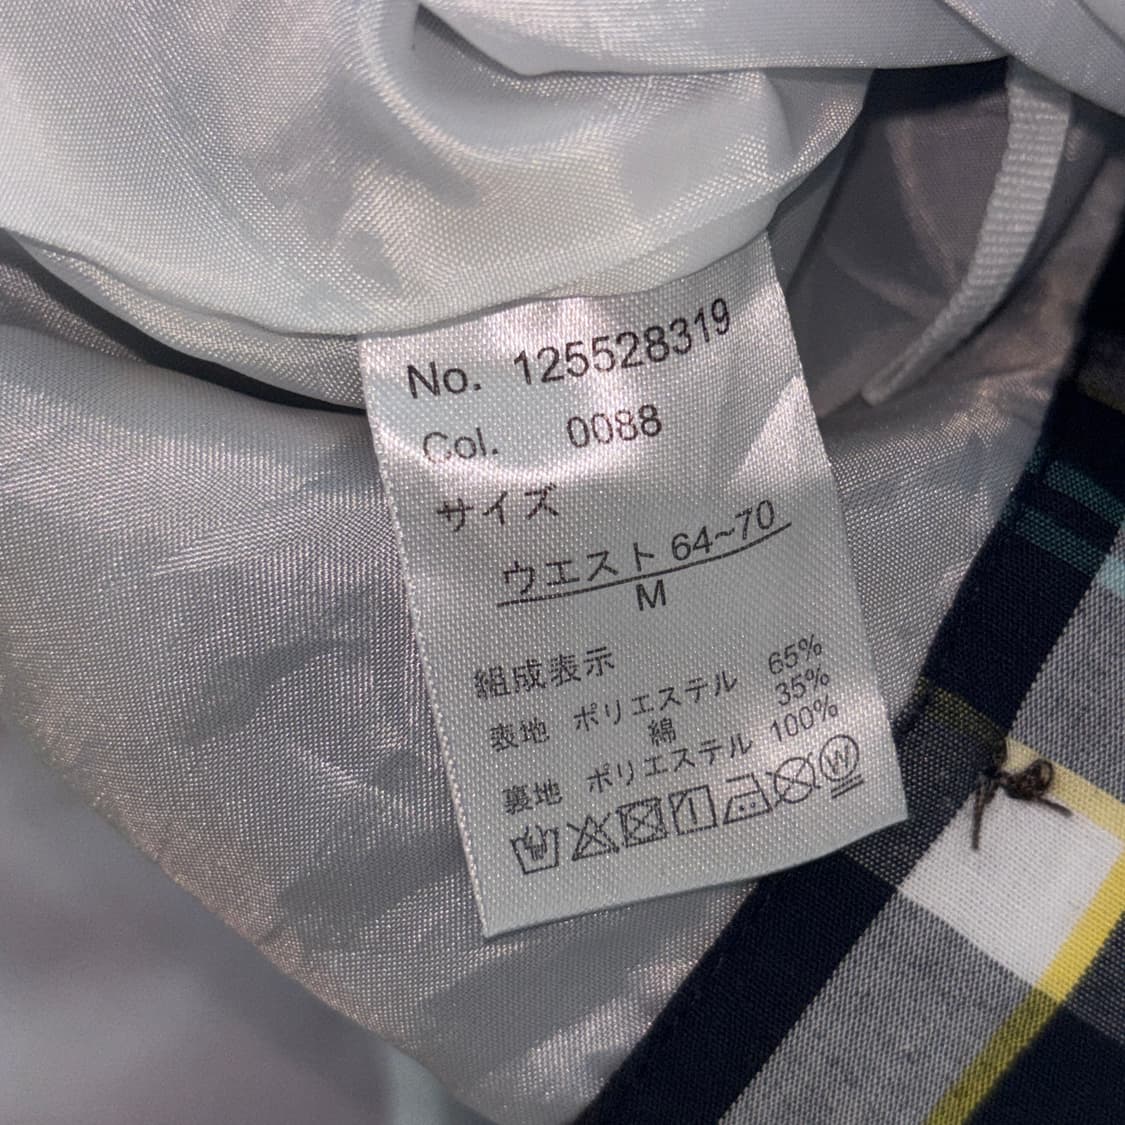 No. 125528319
Col. 0088
サイズ
ウエスト 64~70
M
組成表示
表地 ポリエステル 65%
綿 35%
裏地 ポリエステル 100%
W